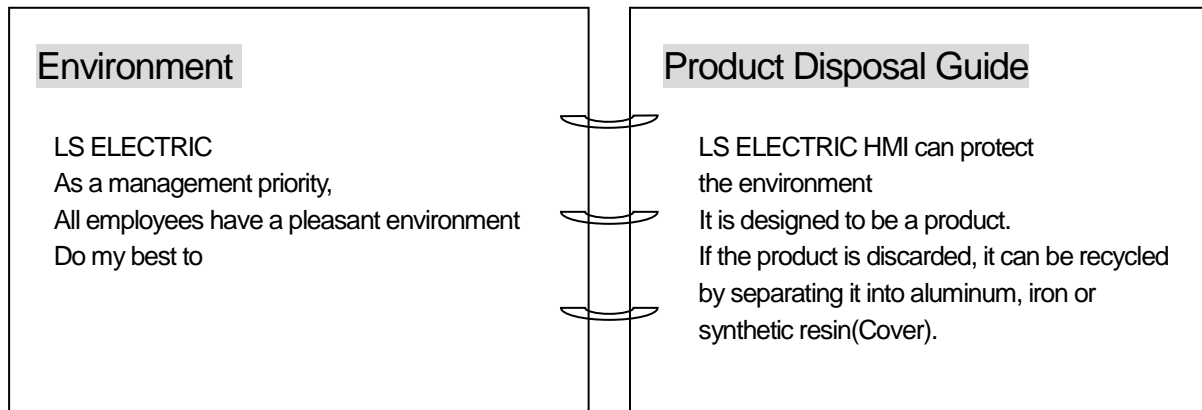 Environment
LS ELECTRIC
As a management priority,
All employees have a pleasant environment
Do my best to
Product Disposal Guide
LS ELECTRIC HMI can protect
the environment
It is designed to be a product.
If the product is discarded, it can be recycled
by separating it into aluminum, iron or
synthetic resin(Cover).